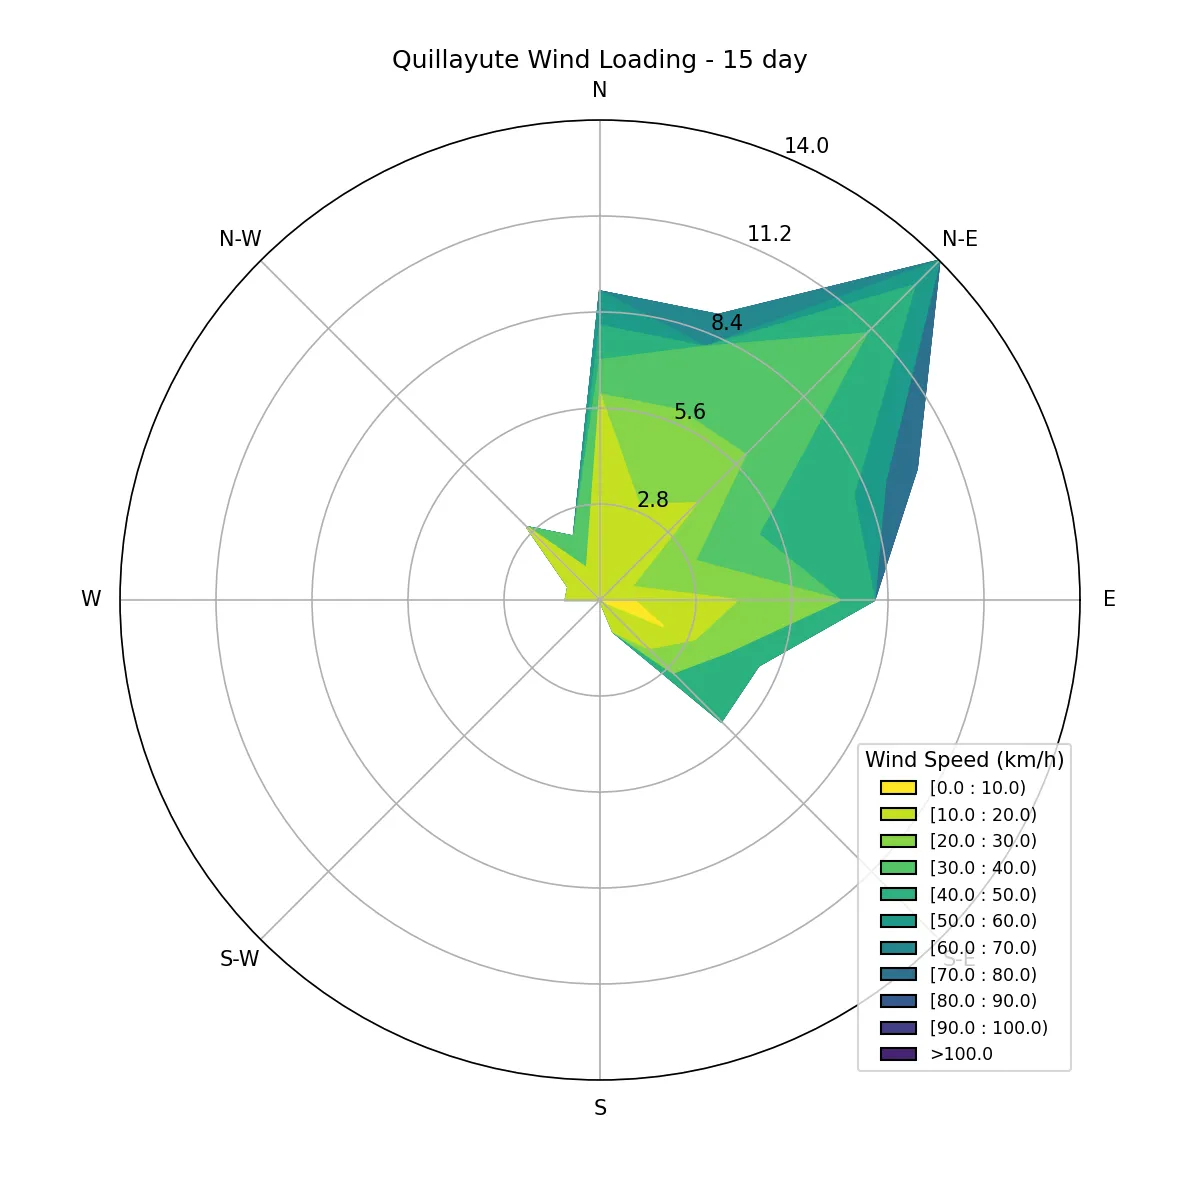 Quillayute Wind Loading - 15 day
N
14.0
11.2
N-W
N-E
8.4
5.6
2.8
W
E
Wind Speed (km/h)
[0.0 : 10.0)
[10.0 : 20.0)
[20.0 : 30.0)
[30.0 : 40.0)
[40.0 : 50.0)
[50.0 : 60.0)
[60.0 : 70.0)
S-W
S-E
[70.0 : 80.0)
[80.0 : 90.0)
[90.0 : 100.0)
>100.0
S